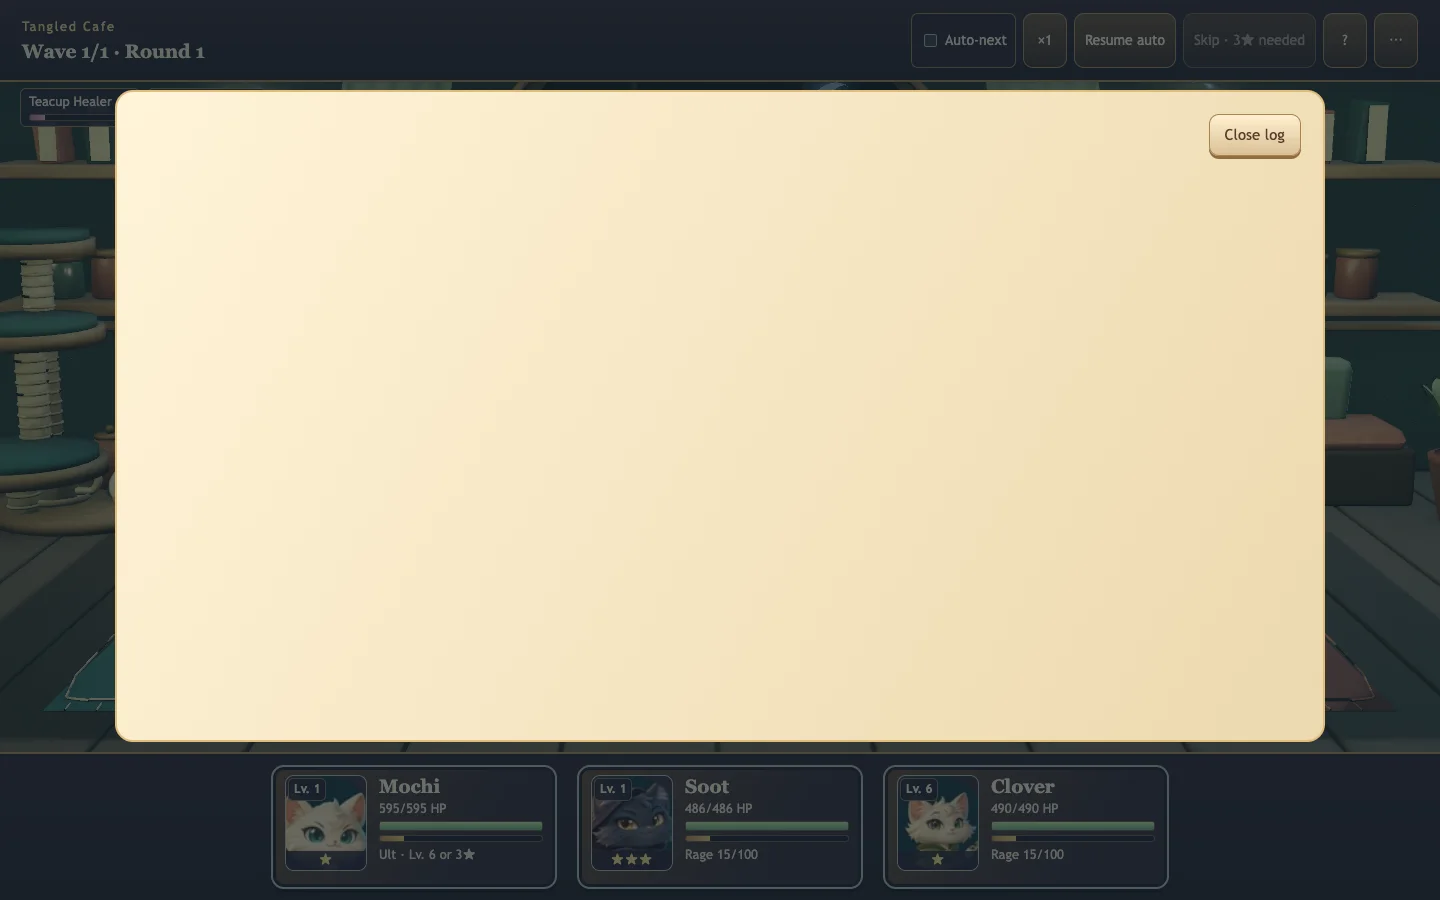 Tangled Cafe
Wave 1/1 · Round 1
Auto-next
×1
Resume auto
Skip · 3★ needed
?
···
Teacup Healer
Close log
Lv. 1
★
Mochi
595/595 HP
Ult · Lv. 6 or 3★
Lv. 1
★★★
Soot
486/486 HP
Rage 15/100
Lv. 6
★
Clover
490/490 HP
Rage 15/100